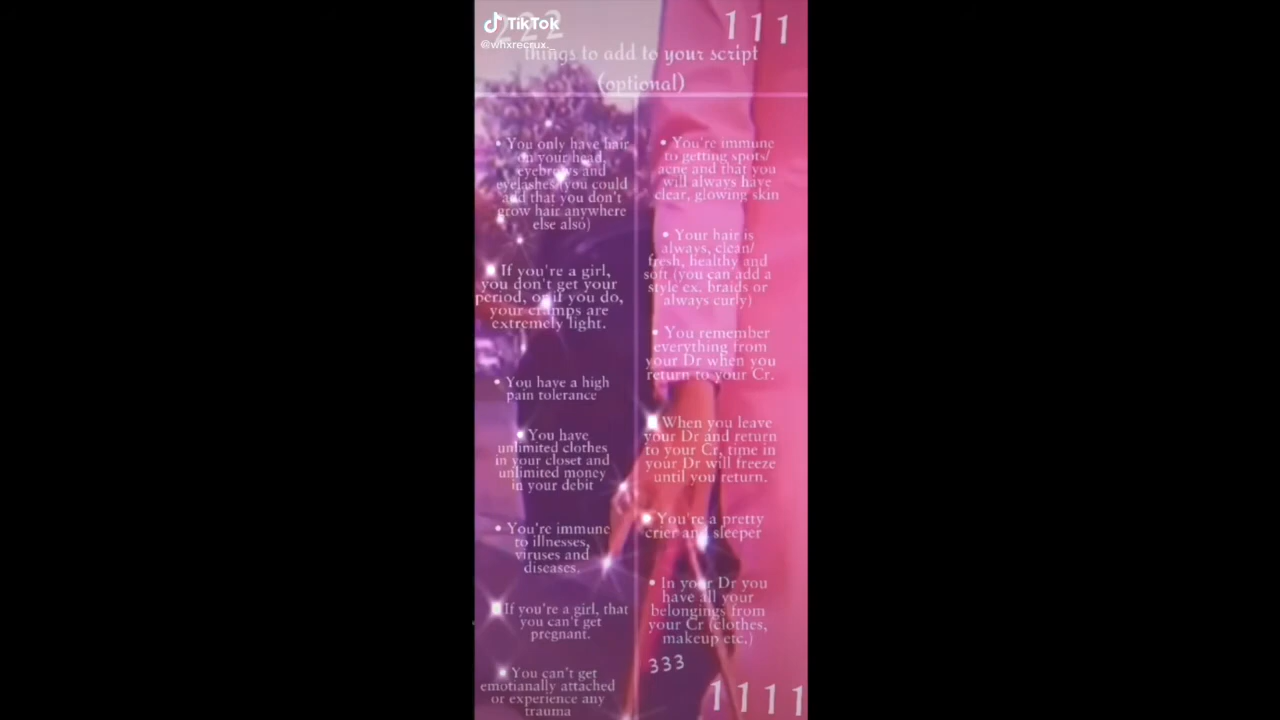 222
TikTok
@whxrecrux._
111
things to add to your script
(optional)
• You only have hair
on your head,
eyebrows and
eyelashes (you could
add that you don't
grow hair anywhere
else also)
• If you're a girl,
you don't get your
period, or if you do,
your cramps are
extremely light.
• You have a high
pain tolerance
• You have
unlimited clothes
in your closet and
unlimited money
in your debit
• You're immune
to illnesses,
viruses and
diseases.
• If you're a girl, that
you can't get
pregnant.
• You can't get
emotianally attached
or experience any
trauma
• You're immune
to getting spots/
acne and that you
will always have
clear, glowing skin
• Your hair is
always, clean/
fresh, healthy and
soft (you can add a
style ex. braids or
always curly)
• You remember
everything from
your Dr when you
return to your Cr.
• When you leave
your Dr and return
to your Cr, time in
your Dr will freeze
until you return.
• You're a pretty
crier and sleeper
• In your Dr you
have all your
belongings from
your Cr (clothes,
makeup etc,)
333
1111